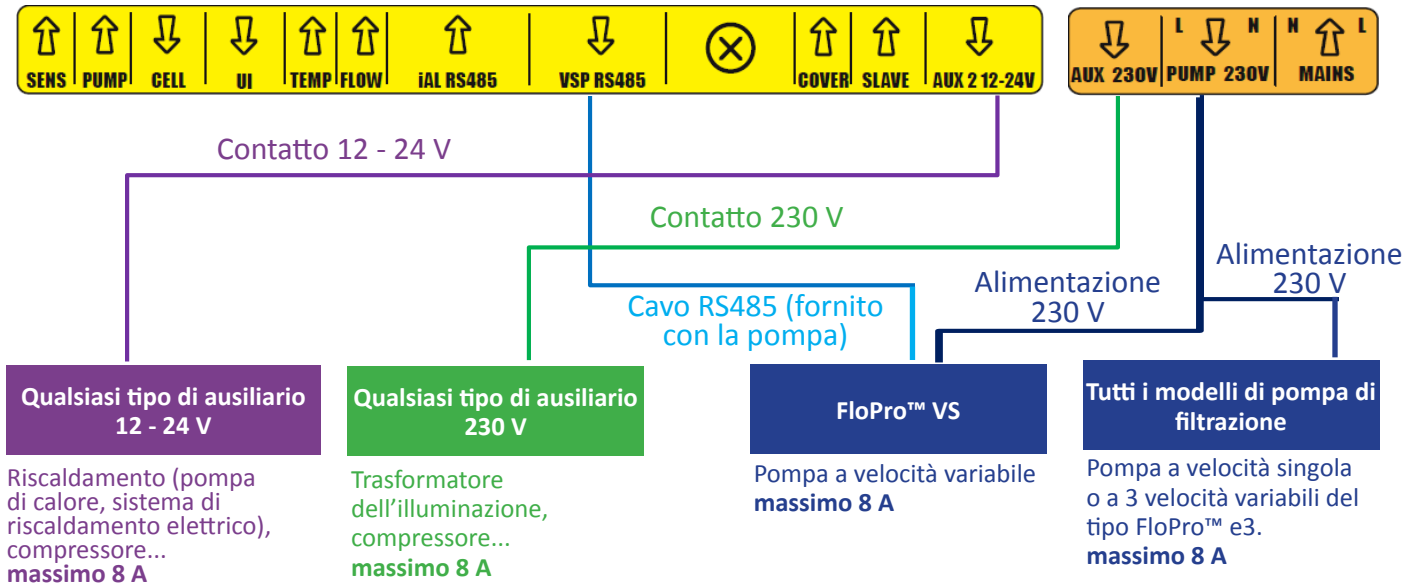 SENS PUMP CELL UI TEMP FLOW iAL RS485 VSP RS485 COVER SLAVE AUX 2 12-24V
L N N L
AUX 230V PUMP 230V MAINS
Contatto 12 - 24 V
Contatto 230 V
Cavo RS485 (fornito
con la pompa)
Alimentazione
230 V
Alimentazione
230 V
Qualsiasi tipo di ausiliario
12 - 24 V
Riscaldamento (pompa
di calore, sistema di
riscaldamento elettrico),
compressore...
massimo 8 A
Qualsiasi tipo di ausiliario
230 V
Trasformatore
dell’illuminazione,
compressore...
massimo 8 A
FloPro™ VS
Pompa a velocità variabile
massimo 8 A
Tutti i modelli di pompa di
filtrazione
Pompa a velocità singola
o a 3 velocità variabili del
tipo FloPro™ e3.
massimo 8 A